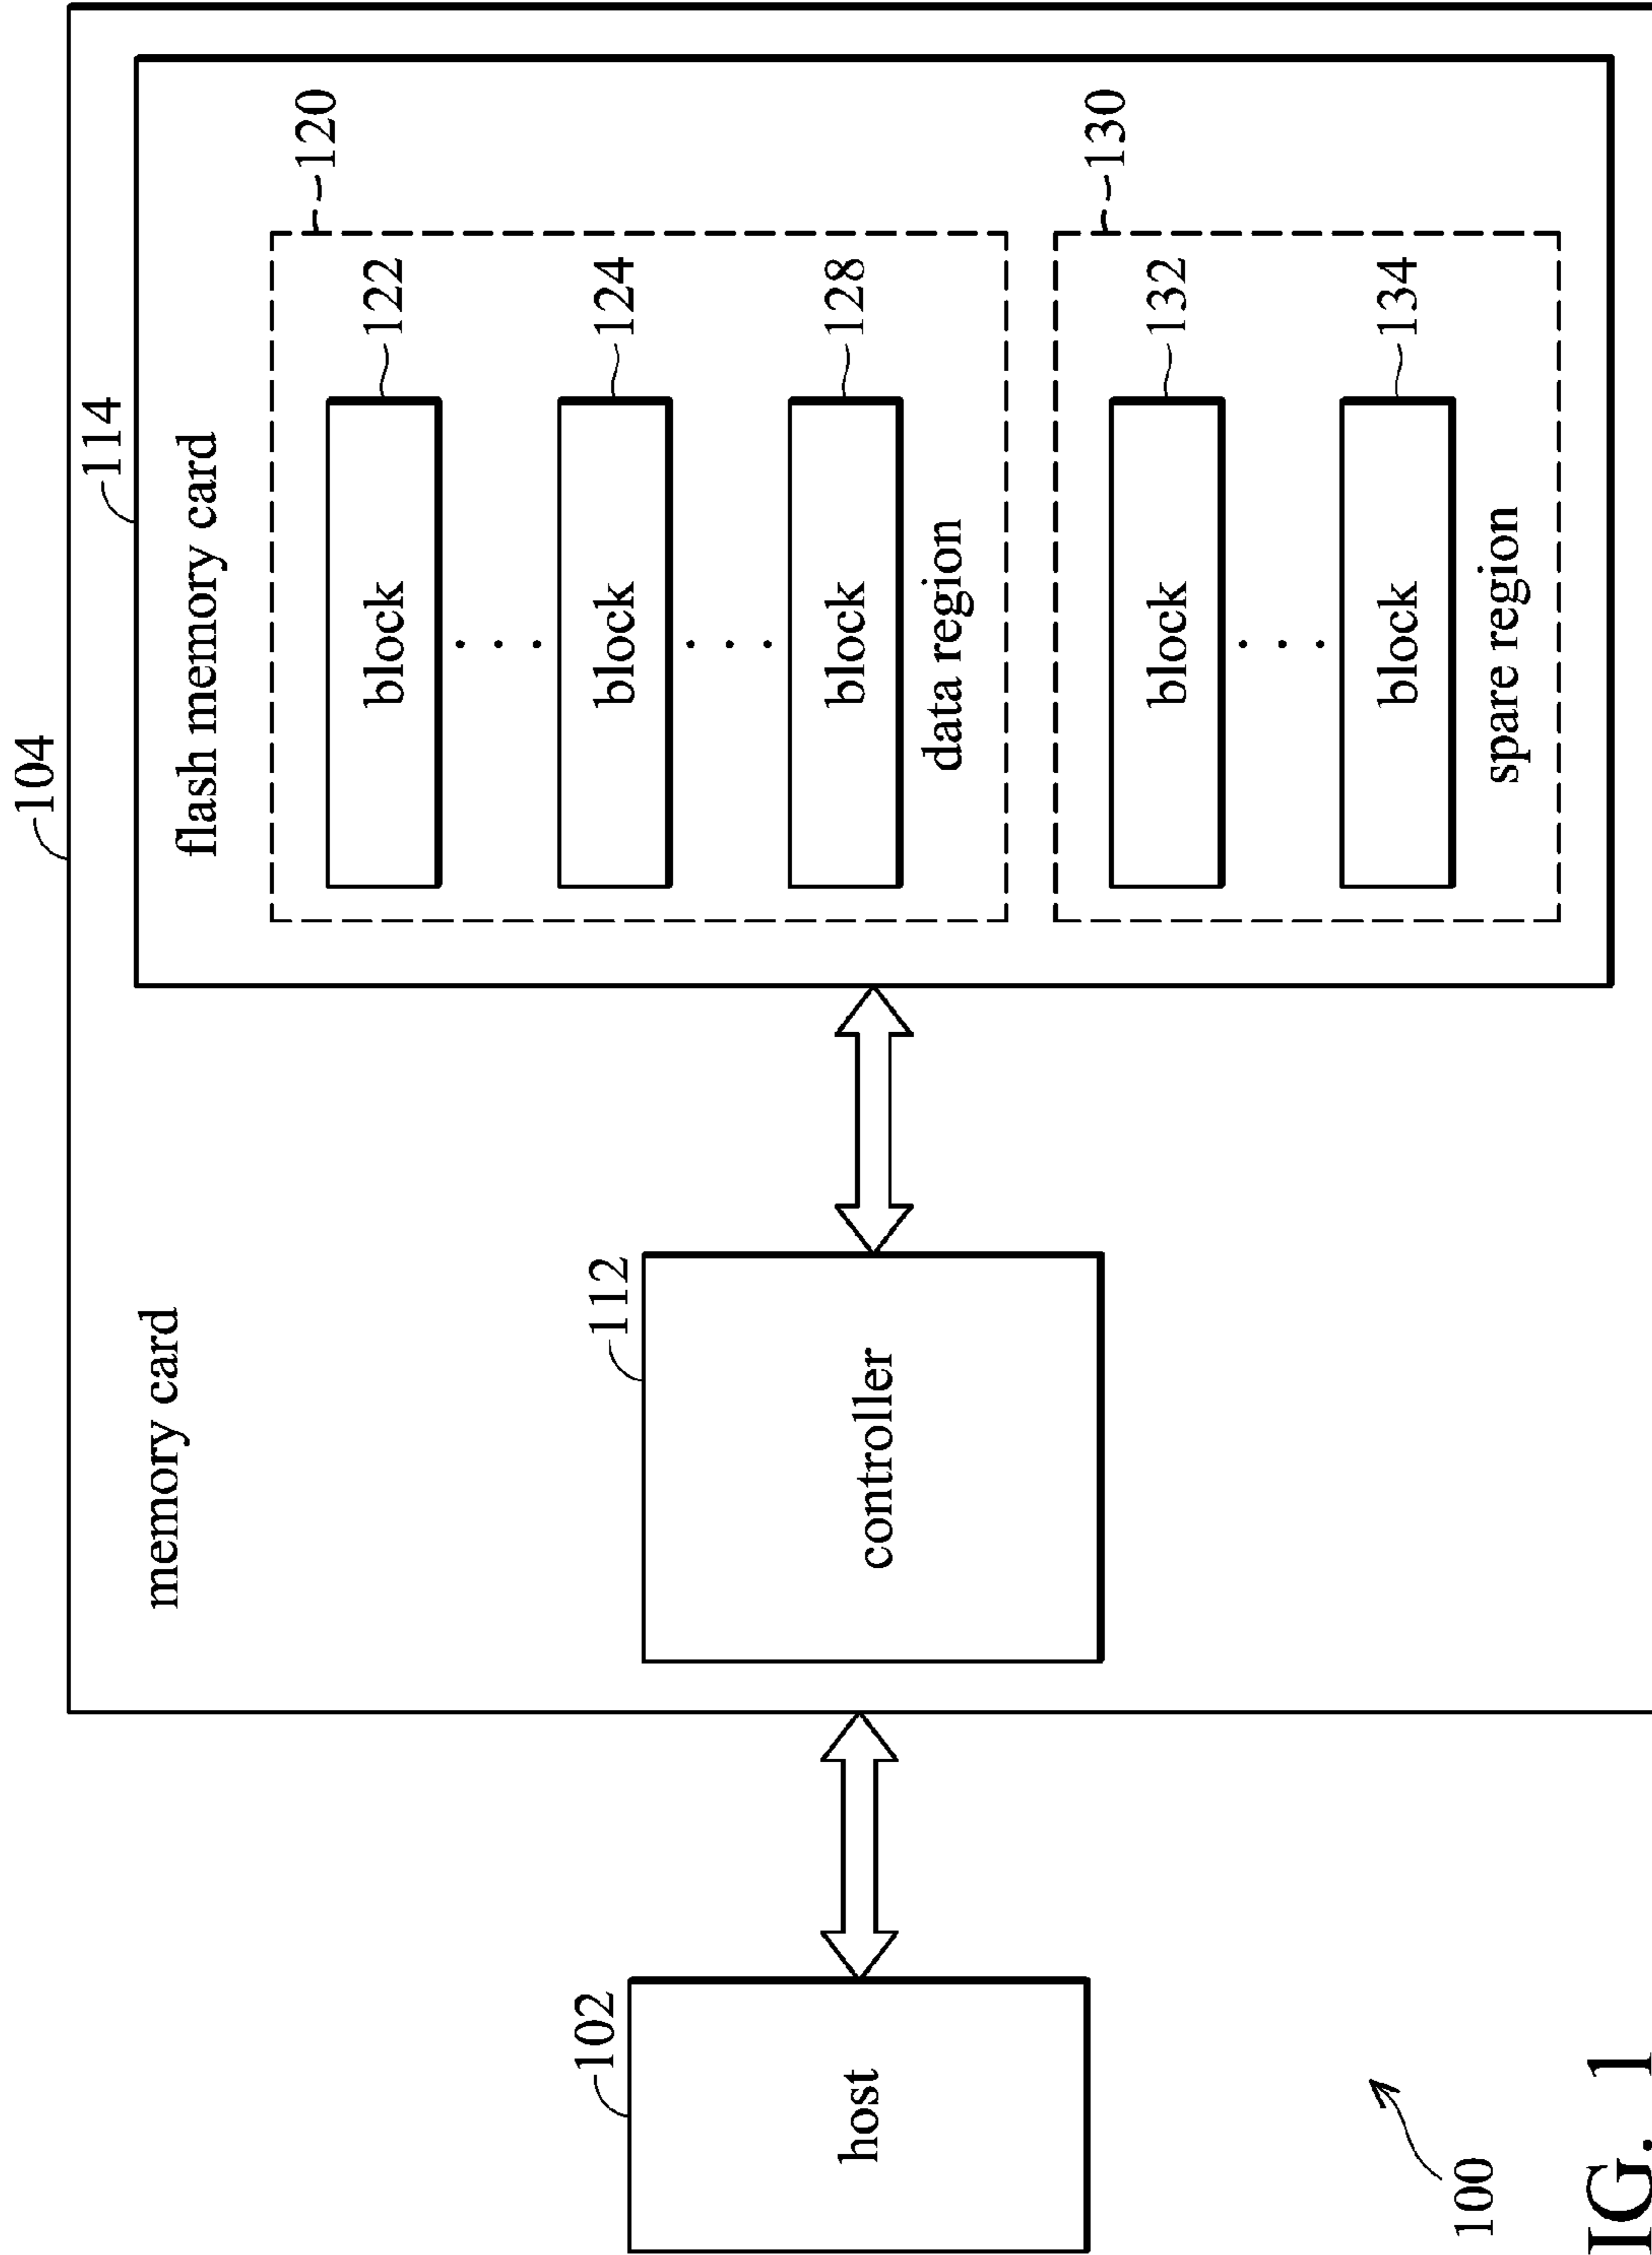 104
memory card
114
flash memory card
120
block
122
block
124
block
128
data region
130
block
132
block
134
spare region
112
controller
102
host
100
IG. 1